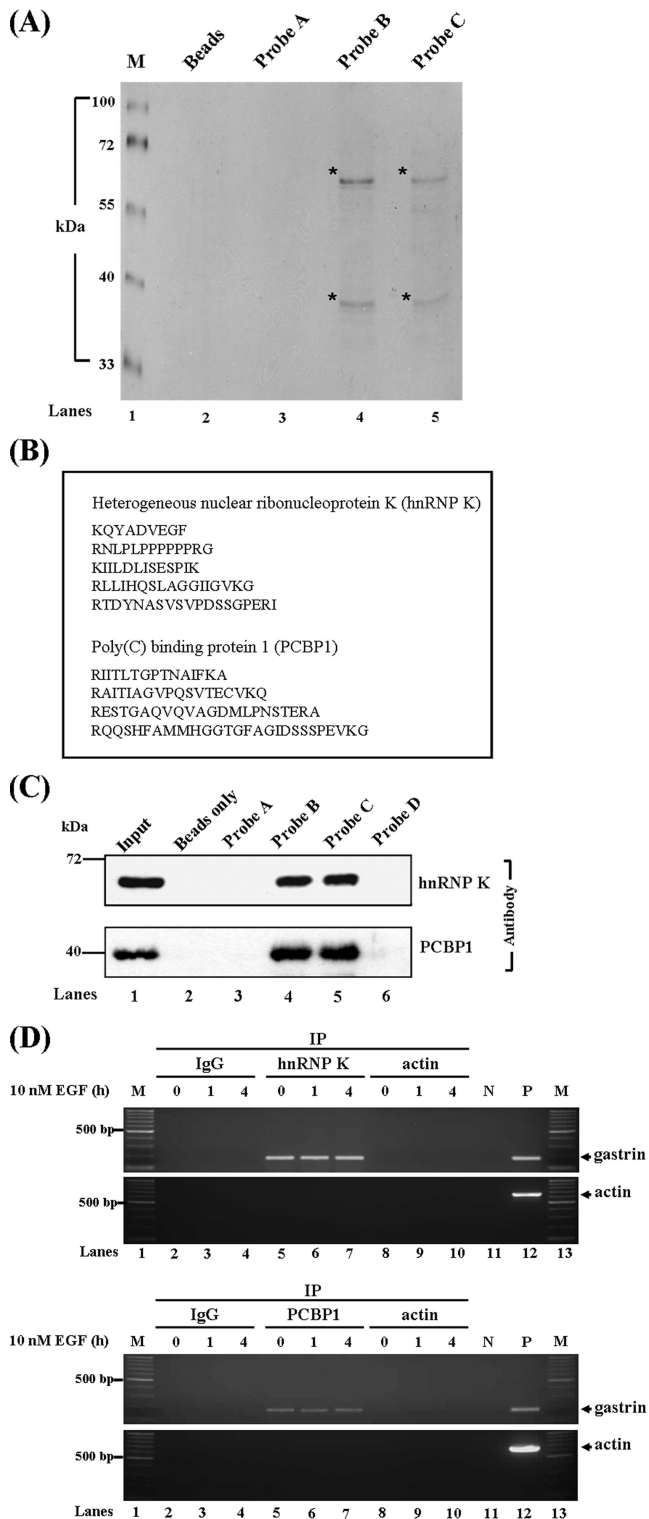 (A)
M Beads Probe A Probe B Probe C
100
72
* *
55
kDa
40
* *
33
Lanes 1 2 3 4 5
(B)
Heterogeneous nuclear ribonucleoprotein K (hnRNP K)
KQYADVEGF
RNLPLPPPPPPRG
KIILDLISESPIK
RLLIHQSLAGGIIGVKG
RTDYNASVSVPDSSGPERI
Poly(C) binding protein 1 (PCBP1)
RIITLTGPTNAIFKA
RAITIAGVPQSVTECVKQ
RESTGAQVQVAGDMLPNSTERA
RQQSHFAMMHGGTGFAGIDSSSPEVKG
(C)
kDa Input Beads only Probe A Probe B Probe C Probe D
72
hnRNP K
Antibody
40 PCBP1
Lanes 1 2 3 4 5 6
(D)
IP
IgG hnRNP K actin
10 nM EGF (h) M 0 1 4 0 1 4 0 1 4 N P M
500 bp
gastrin
actin
500 bp
Lanes 1 2 3 4 5 6 7 8 9 10 11 12 13
IP
IgG PCBP1 actin
10 nM EGF (h) M 0 1 4 0 1 4 0 1 4 N P M
500 bp
gastrin
actin
500 bp
Lanes 1 2 3 4 5 6 7 8 9 10 11 12 13